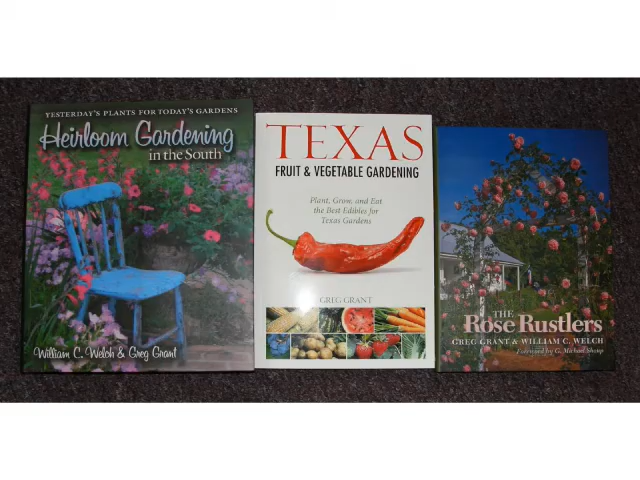 YESTERDAY'S PLANTS FOR TODAY'S GARDENS
Heirloom Gardening
in the South
William C. Welch & Greg Grant
TEXAS
FRUIT & VEGETABLE GARDENING
Plant, Grow, and Eat
the Best Edibles for
Texas Gardens
GREG GRANT
THE
Rose Rustlers
GREG GRANT & WILLIAM C. WELCH
Foreword by G. Michael Shoup